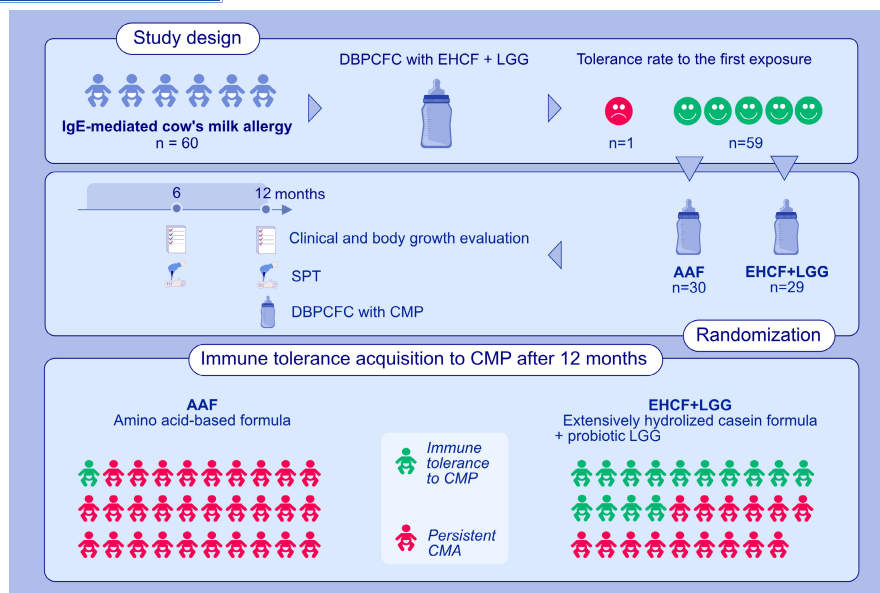 Study design
DBPCFC with EHCF + LGG
Tolerance rate to the first exposure
IgE-mediated cow's milk allergy
n = 60
n=1
n=59
6
12 months
Clinical and body growth evaluation
SPT
DBPCFC with CMP
AAF
n=30
EHCF+LGG
n=29
Randomization
Immune tolerance acquisition to CMP after 12 months
AAF
Amino acid-based formula
EHCF+LGG
Extensively hydrolized casein formula
+ probiotic LGG
Immune
tolerance
to CMP
Persistent
CMA